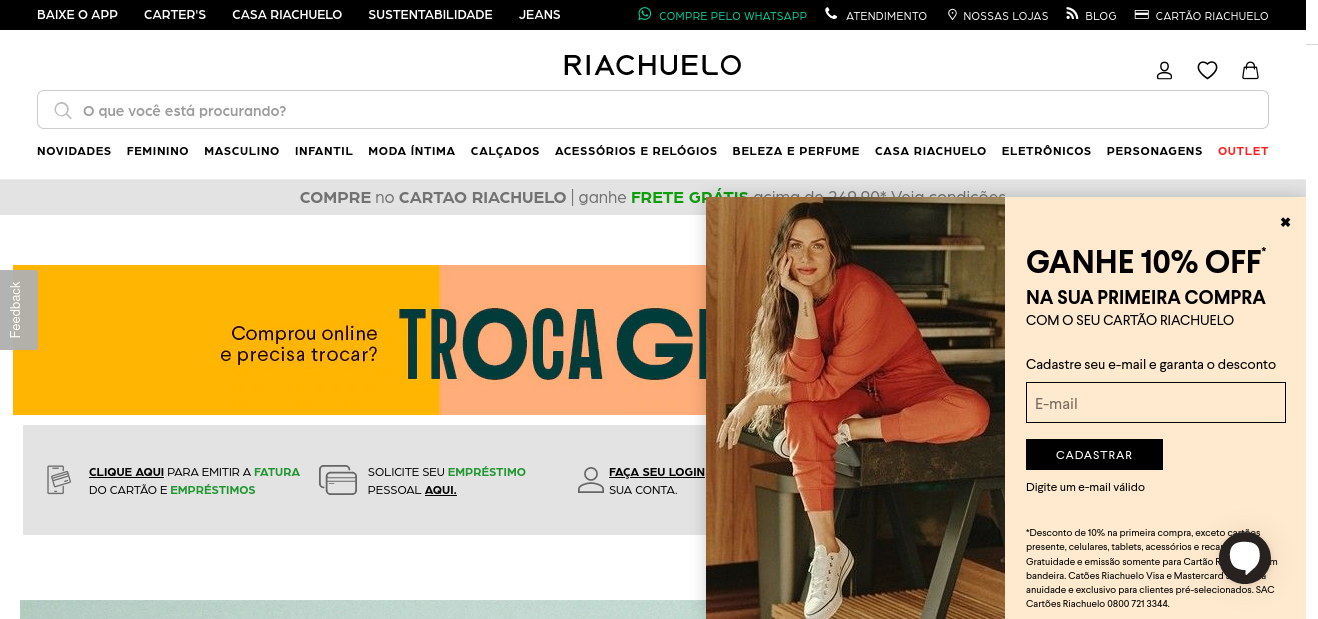 BAIXE O APP CARTER'S CASA RIACHUELO SUSTENTABILIDADE JEANS COMPRE PELO WHATSAPP ATENDIMENTO NOSSAS LOJAS BLOG CARTÃO RIACHUELO
RIACHUELO
O que você está procurando?
NOVIDADES FEMININO MASCULINO INFANTIL MODA ÍNTIMA CALÇADOS ACESSÓRIOS E RELÓGIOS BELEZA E PERFUME CASA RIACHUELO ELETRÔNICOS PERSONAGENS OUTLET
COMPRE no CARTAO RIACHUELO | ganhe FRETE GRÁTIS acima de 249,90* Veja condições
Feedback
Comprou online
e precisa trocar?
TROCA
CLIQUE AQUI PARA EMITIR A FATURA
DO CARTÃO E EMPRÉSTIMOS
SOLICITE SEU EMPRÉSTIMO
PESSOAL AQUI.
FAÇA SEU LOGIN
SUA CONTA.
✖
GANHE 10% OFF*
NA SUA PRIMEIRA COMPRA
COM O SEU CARTÃO RIACHUELO
Cadastre seu e-mail e garanta o desconto
E-mail
CADASTRAR
Digite um e-mail válido
*Desconto de 10% na primeira compra, exceto cartões
presente, celulares, tablets, acessórios e
Gratuidade e emissão somente para Cartão
bandeira. Catões Riachuelo Visa e Mastercard
anuidade e exclusivo para clientes pré-selecionados. SAC
Cartões Riachuelo 0800 721 3344.